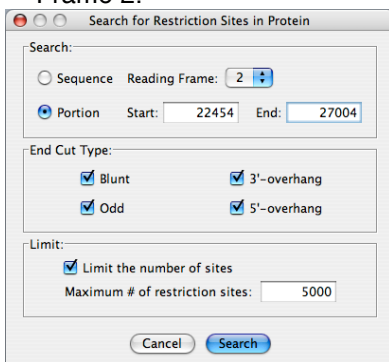 Frame 2.
Search for Restriction Sites in Protein
Search:
Sequence Reading Frame: 2
Portion Start: 22454 End: 27004
End Cut Type:
Blunt 3'-overhang
Odd 5'-overhang
Limit:
Limit the number of sites
Maximum # of restriction sites: 5000
Cancel Search